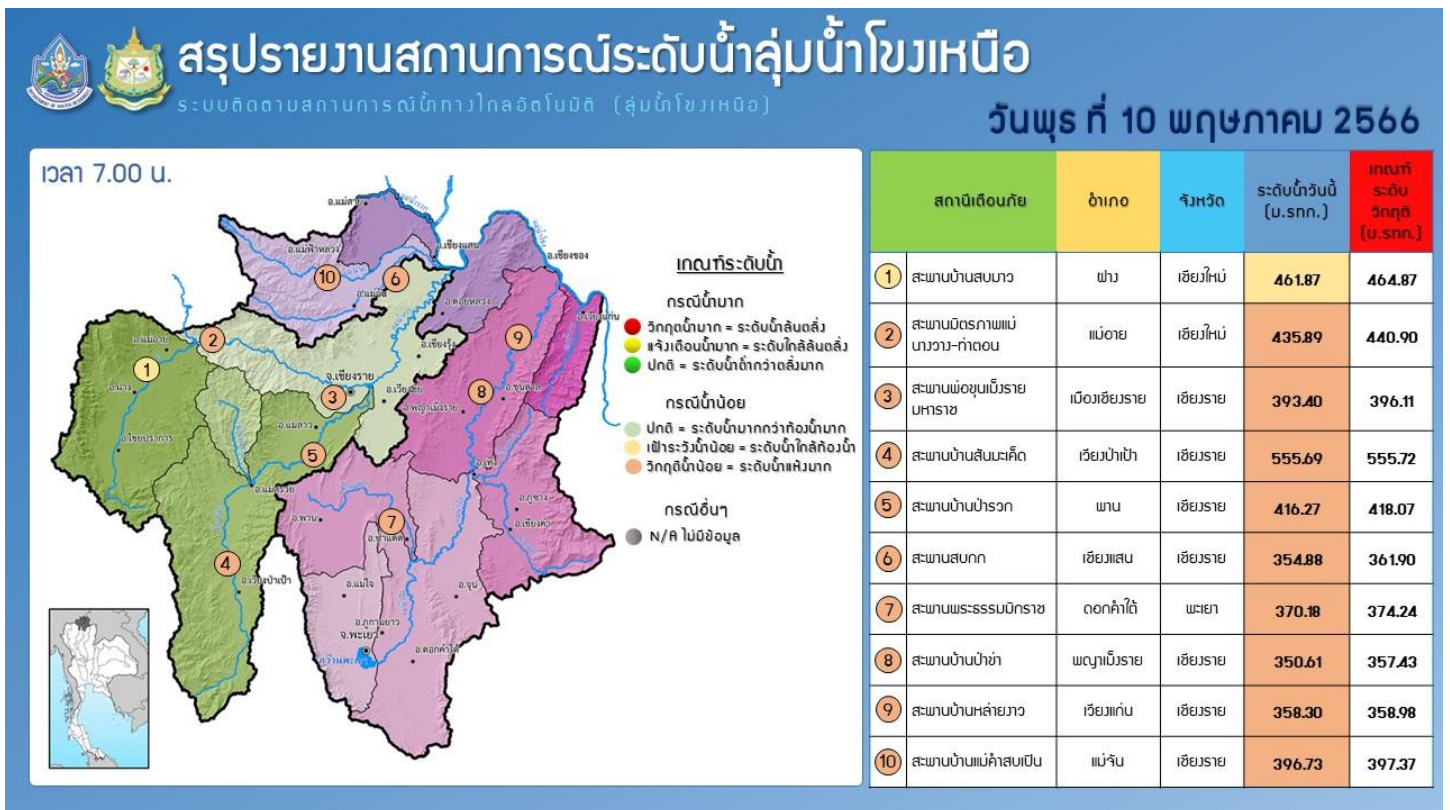 สรุปรายงานสถานการณ์ระดับน้ำลุ่มน้ำโขงเหนือ
ระบบติดตามสถานการณ์น้ำทางไกลอัตโนมัติ (ลุ่มน้ำโขงเหนือ)
วันพุธ ที่ 10 พฤษภาคม 2566
เวลา 7.00 น.
อ.แม่สาย
อ.แม่ฟ้าหลวง
อ.เชียงแสน
อ.เชียงของ
10
6
อ.ดอยหลวง
อ.เวียงแก่น
9
อ.แม่อาย
2
อ.เชียงรุ้ง
1
จ.เชียงราย
อ.ฝาง
3
8
อ.ขุนตาล
อ.พญาเม็งราย
อ.แม่ลาว
อ.ไชยปราการ
5
อ.เทิง
อ.แม่สรวย
อ.ภูซาง
อ.พาน
7
อ.เชียงคำ
อ.ป่าแดด
4
อ.เวียงป่าเป้า
อ.แม่ใจ
อ.จุน
อ.ภูกามยาว
จ.พะเยา
กว๊านพะเยา
อ.ดอกคำใต้
เกณฑ์ระดับน้ำ
กรณีน้ำมาก
วิกฤตน้ำมาก = ระดับน้ำล้นตลิ่ง
แจ้งเตือนน้ำมาก = ระดับใกล้ล้นตลิ่ง
ปกติ = ระดับน้ำต่ำกว่าตลิ่งมาก
กรณีน้ำน้อย
ปกติ = ระดับน้ำมากกว่าท้องน้ำมาก
เฝ้าระวังน้ำน้อย = ระดับน้ำใกล้ท้องน้ำ
วิกฤติน้ำน้อย = ระดับน้ำแห้งมาก
กรณีอื่นๆ
N/A ไม่มีข้อมูล
สถานีเตือนภัย อำเภอ จังหวัด ระดับน้ำวันนี้ (ม.รทก.) เกณฑ์ระดับวิกฤติ (ม.รทก.)
1 สะพานบ้านสบมาว ฝาง เชียงใหม่ 461.87 464.87
2 สะพานมิตรภาพแม่นางวาง-ท่าตอน แม่อาย เชียงใหม่ 435.89 440.90
3 สะพานพ่อขุนเม็งรายมหาราช เมืองเชียงราย เชียงราย 393.40 396.11
4 สะพานบ้านสันมะเค็ด เวียงป่าเป้า เชียงราย 555.69 555.72
5 สะพานบ้านป่ารวก พาน เชียงราย 416.27 418.07
6 สะพานสบกก เชียงแสน เชียงราย 354.88 361.90
7 สะพานพระธรรมมิกราช ดอกคำใต้ พะเยา 370.18 374.24
8 สะพานบ้านป่าข่า พญาเม็งราย เชียงราย 350.61 357.43
9 สะพานบ้านหล่ายงาว เวียงแก่น เชียงราย 358.30 358.98
10 สะพานบ้านแม่คำสบเปิน แม่จัน เชียงราย 396.73 397.37